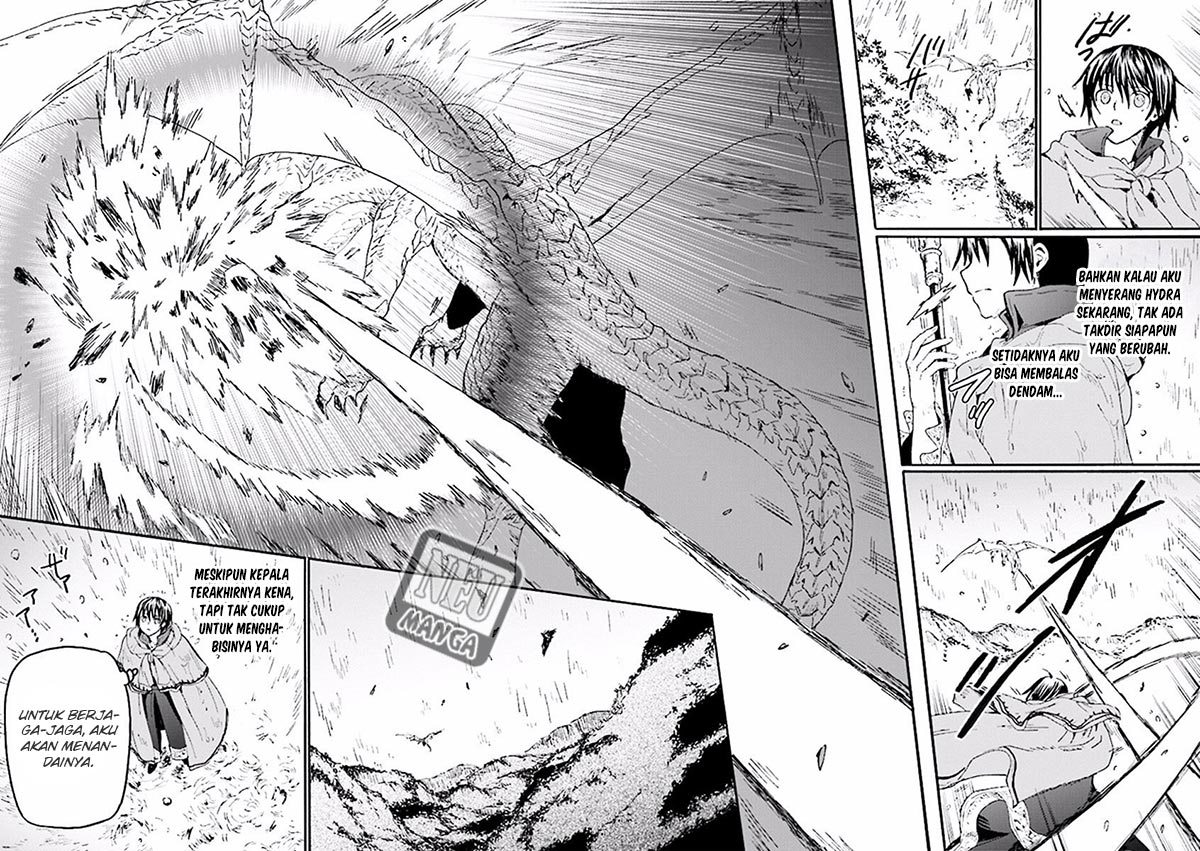 ばっ
BAHKAN KALAU AKU
MENYERANG HYDRA
SEKARANG, TAK ADA
TAKDIR SIAPAPUN
YANG BERUBAH.
SETIDAKNYA AKU
BISA MEMBALAS
DENDAM...
NEU
MANGA
MESKIPUN KEPALA
TERAKHIRNYA KENA,
TAPI TAK CUKUP
UNTUK MENGHA-
BISINYA YA.
UNTUK BERJA-
GA-JAGA, AKU
AKAN MENAN-
DAINYA.